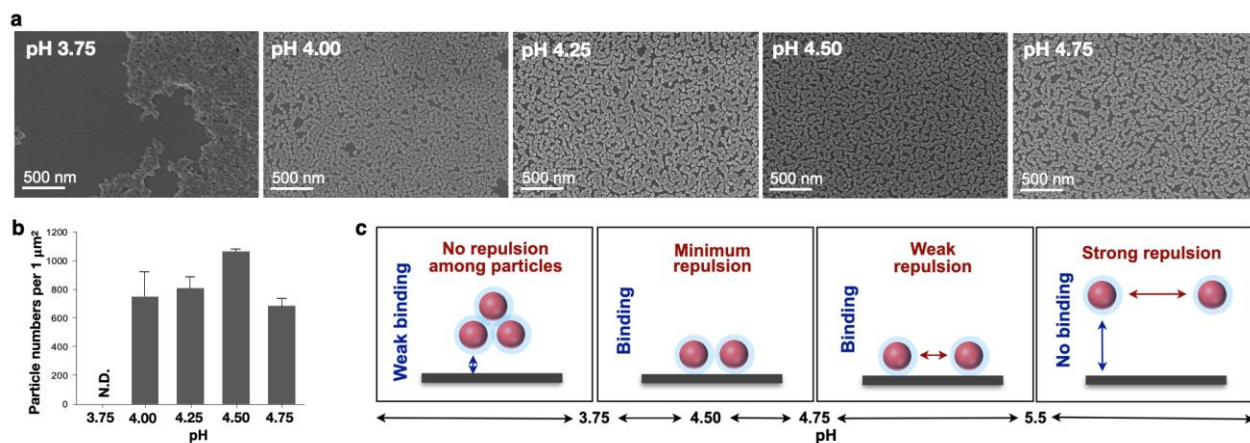 a
pH 3.75
pH 4.00
pH 4.25
pH 4.50
pH 4.75
500 nm
500 nm
500 nm
500 nm
500 nm
b
Particle numbers per 1 µm²
1200
1000
800
600
400
200
0
N.D.
3.75 4.00 4.25 4.50 4.75
pH
c
Weak binding
No repulsion
among particles
Binding
Minimum
repulsion
Binding
Weak
repulsion
No binding
Strong repulsion
3.75 4.50 4.75 5.5
pH